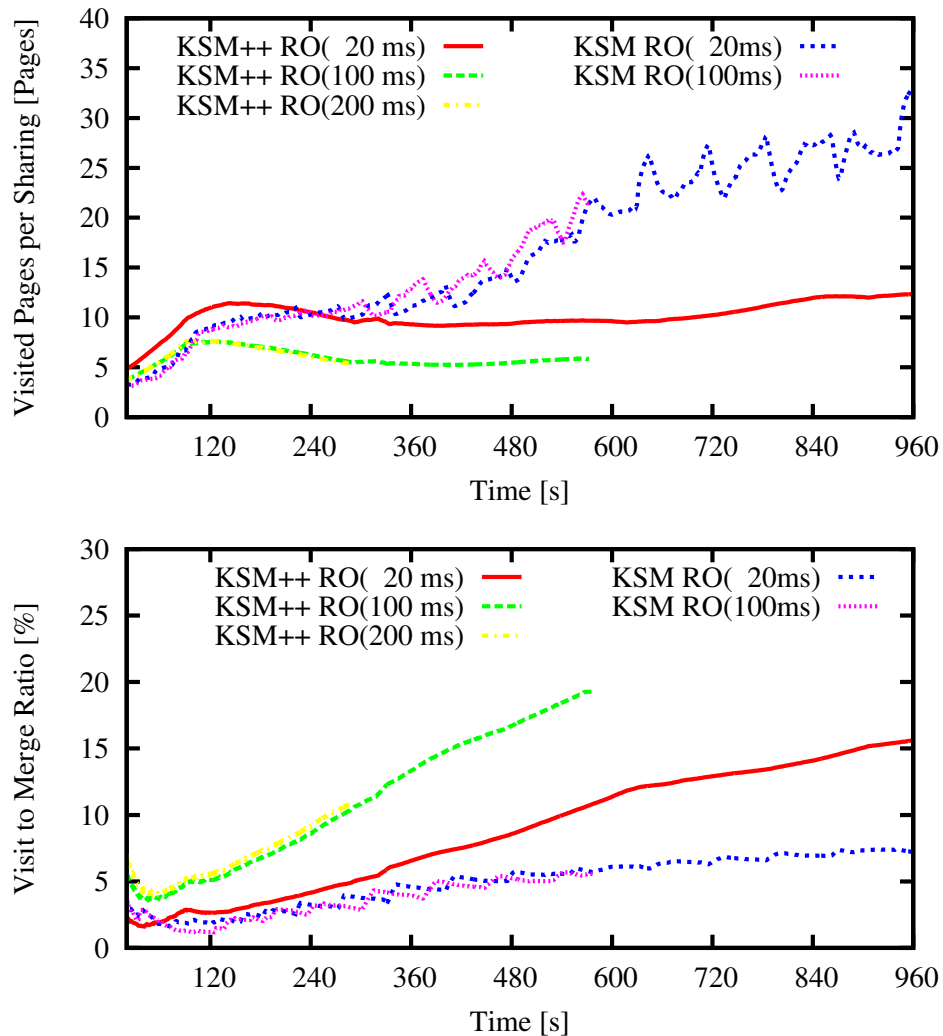 Visited Pages per Sharing [Pages]
40
35
30
25
20
15
10
5
0
KSM++ RO( 20 ms)
KSM++ RO(100 ms)
KSM++ RO(200 ms)
KSM RO( 20ms)
KSM RO(100ms)
120 240 360 480 600 720 840 960
Time [s]
Visit to Merge Ratio [%]
30
25
20
15
10
5
0
KSM++ RO( 20 ms)
KSM++ RO(100 ms)
KSM++ RO(200 ms)
KSM RO( 20ms)
KSM RO(100ms)
120 240 360 480 600 720 840 960
Time [s]